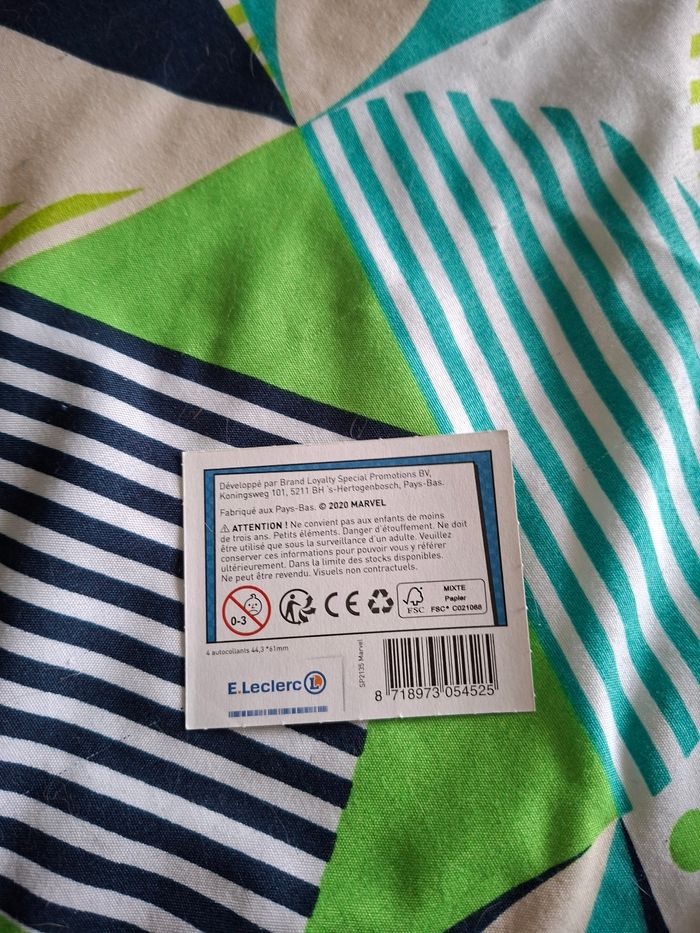 Développé par Brand Loyalty Special Promotions BV,
Koningsweg 101, 5211 BH 's-Hertogenbosch, Pays-Bas.
Fabriqué aux Pays-Bas. © 2020 MARVEL
⚠ ATTENTION ! Ne convient pas aux enfants de moins
de trois ans. Petits éléments. Danger d'étouffement. Ne doit
être utilisé que sous la surveillance d'un adulte. Veuillez
conserver ces informations pour pouvoir vous y référer
ultérieurement. Dans la limite des stocks disponibles.
Ne peut être revendu. Visuels non contractuels.
0-3
CE
FSC
MIXTE
Papier
FSC® C021088
4 autocollants 44,3 *61mm
E.Leclerc L
SP2135 Marvel
8 718973 054525